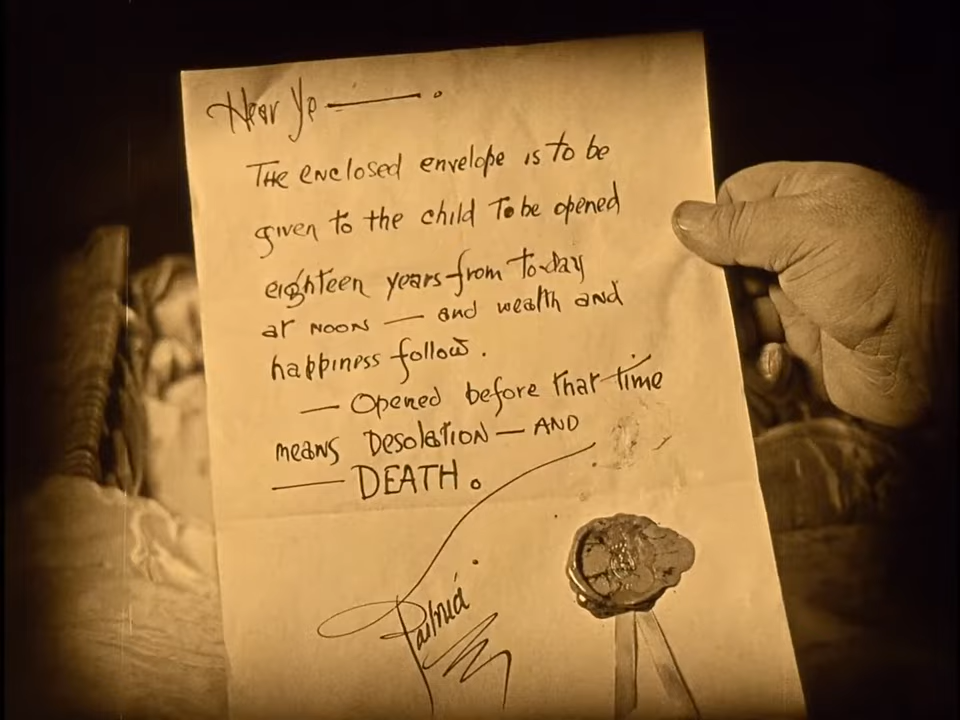 Hear Ye —— .
The enclosed envelope is to be
given to the child To be opened
eighteen years from to-day
at noon — and wealth and
happiness follow.
— Opened before that time
means Desolation — AND
—— DEATH.